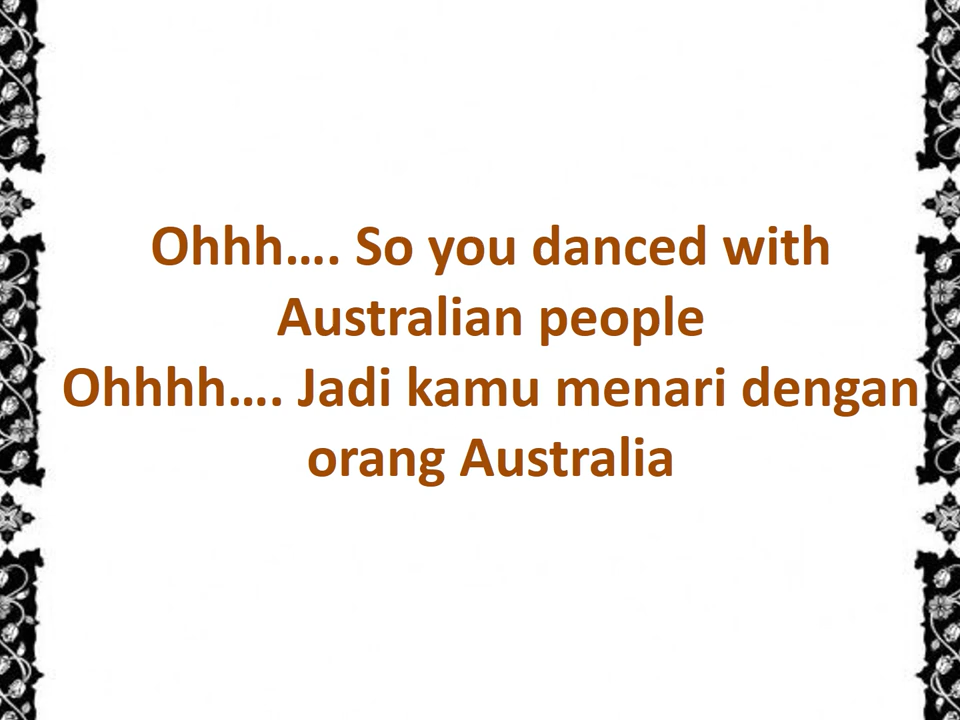 Ohhh…. So you danced with
Australian people
Ohhhh…. Jadi kamu menari dengan
orang Australia